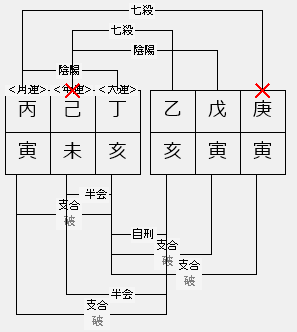 七殺
七殺
陰陽
陰陽
<月運> <年運> <大運>
丙 己 丁 乙 戊 庚
寅 未 亥 亥 寅 寅
半会
支合
破
自刑
支合
破
支合
破
半会
支合
破